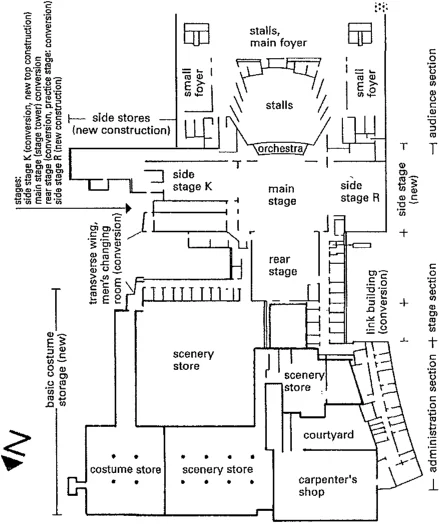 stages:
side stage K (conversion, new top construction)
main stage (stage tower) conversion
rear stage (conversion, practice stage: conversion)
side stage R (new construction)
stalls,
main foyer
small
foyer
small
foyer
stalls
orchestra
side stores
(new construction)
side
stage K
main
stage
side
stage R
rear
stage
transverse wing,
men's changing
room (conversion)
link building
(conversion)
basic costume
storage (new)
scenery
store
scenery
store
courtyard
costume store
scenery store
carpenter's
shop
audience section
side stage
(new)
stage section
administration section
N